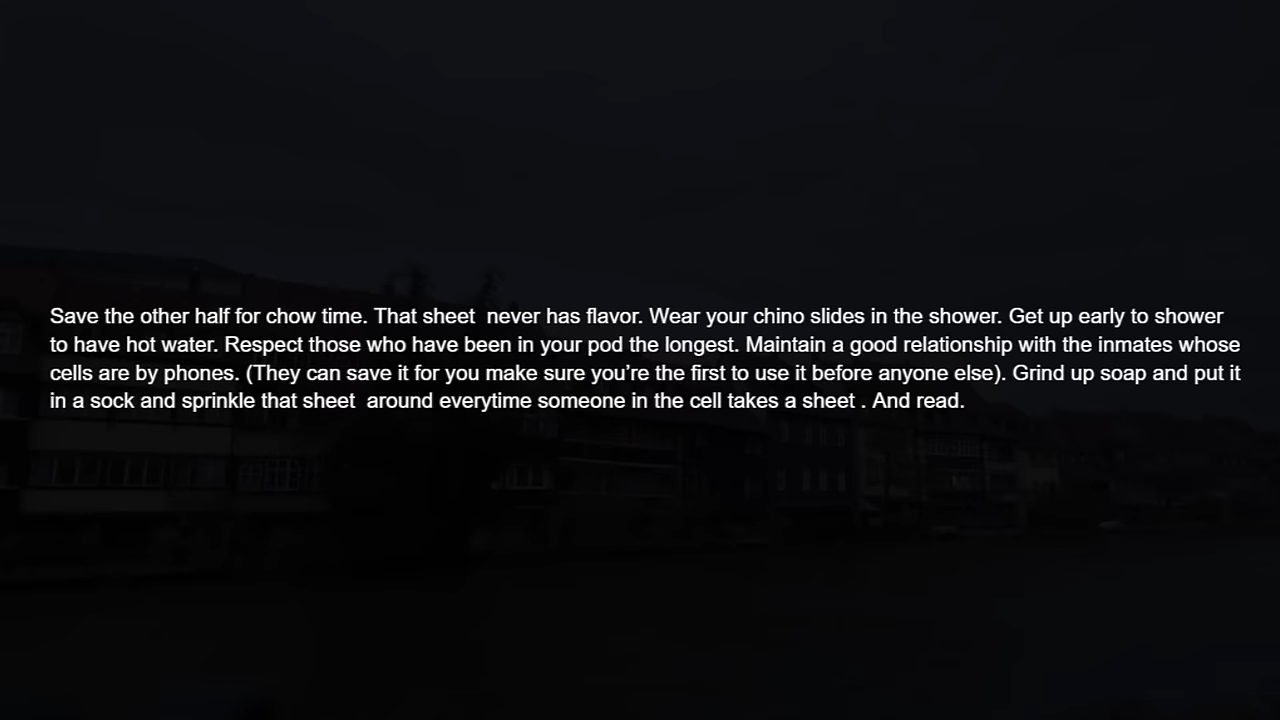 Save the other half for chow time. That sheet  never has flavor. Wear your chino slides in the shower. Get up early to shower
to have hot water. Respect those who have been in your pod the longest. Maintain a good relationship with the inmates whose
cells are by phones. (They can save it for you make sure you’re the first to use it before anyone else). Grind up soap and put it
in a sock and sprinkle that sheet  around everytime someone in the cell takes a sheet . And read.